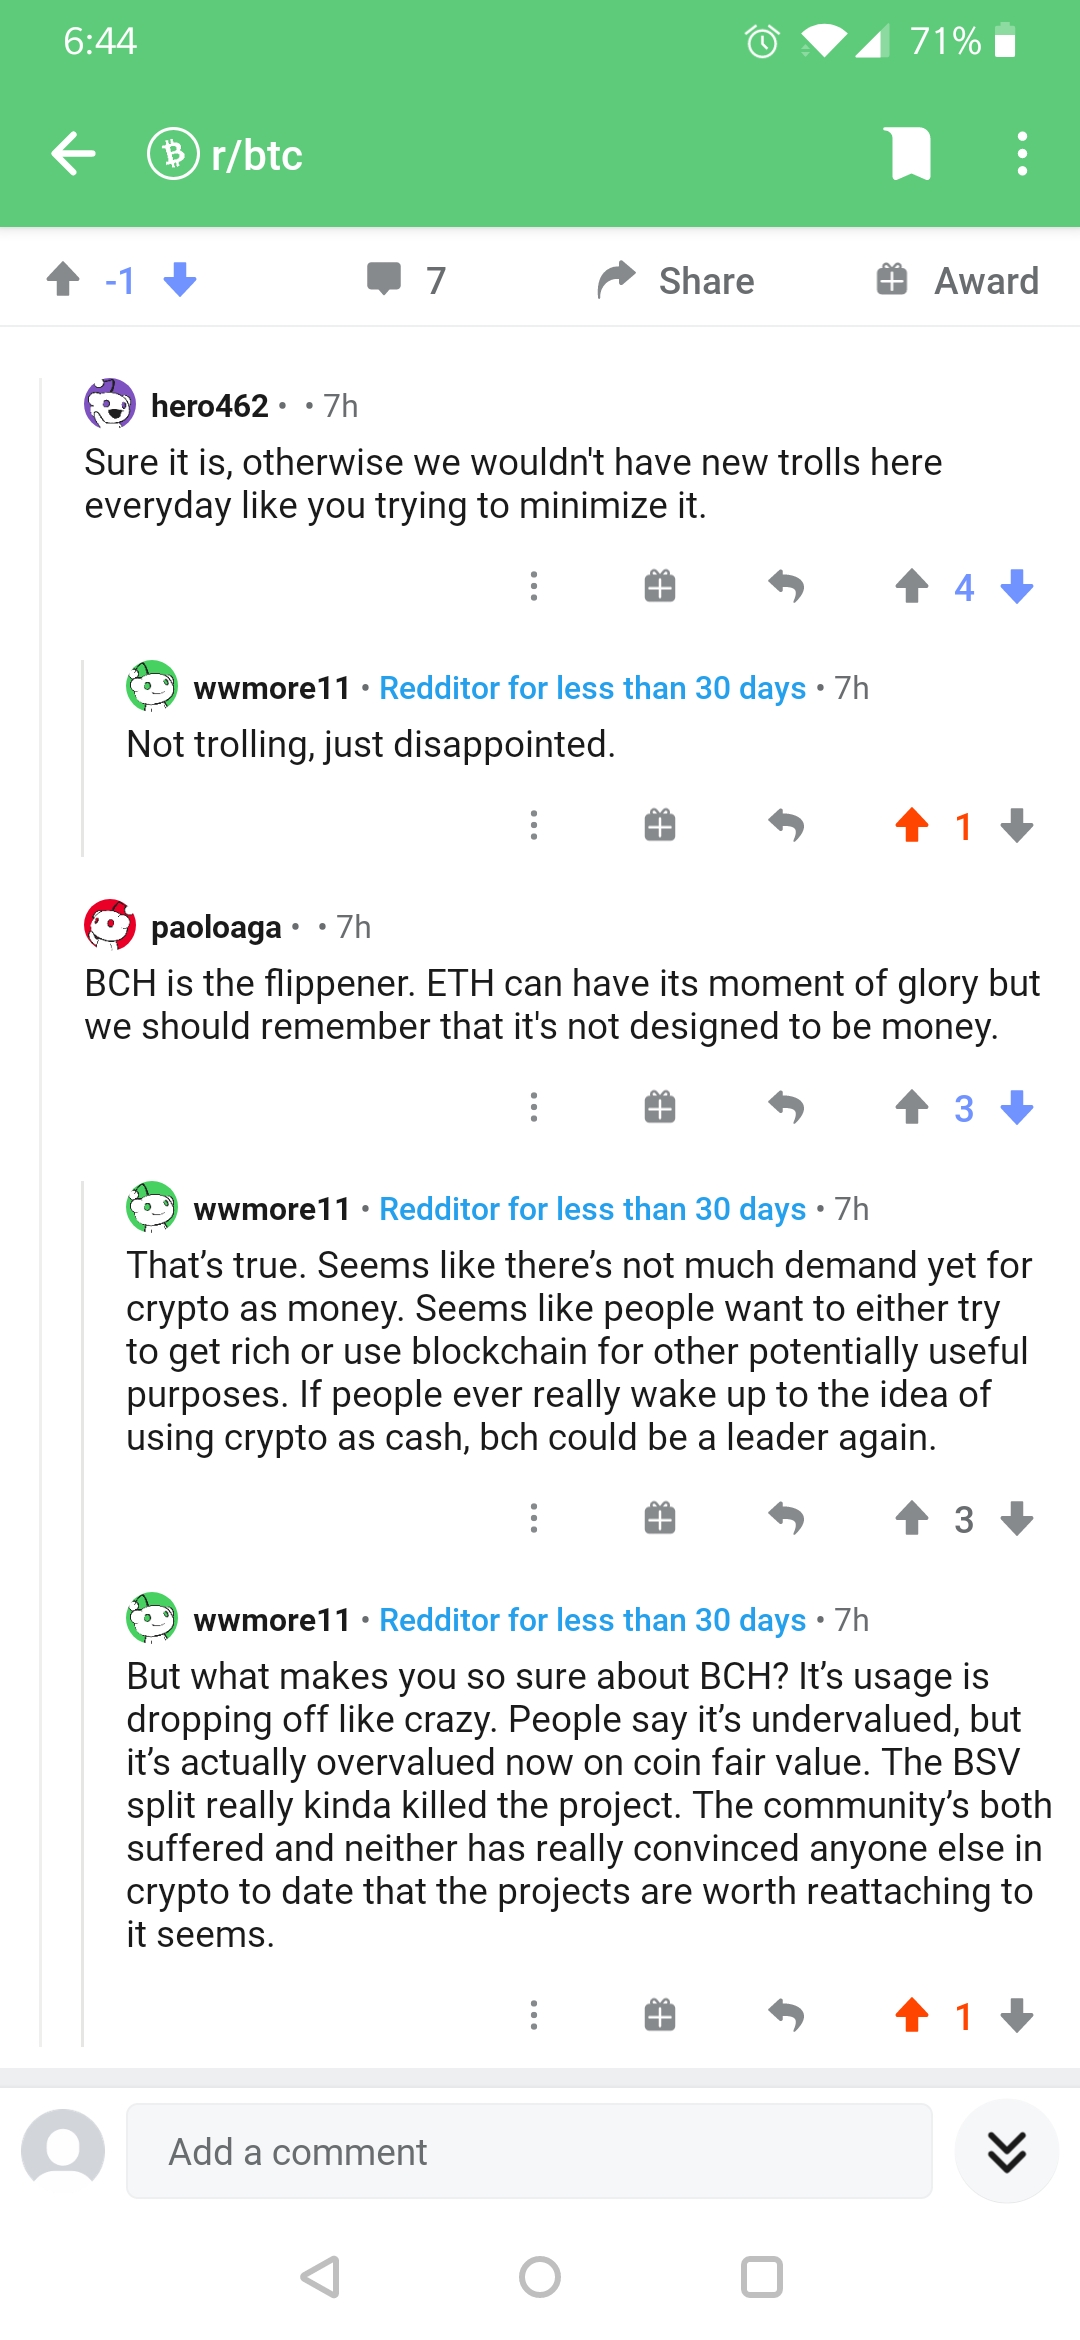 6:44
71%
r/btc
-1
7
Share
Award
hero462 • • 7h
Sure it is, otherwise we wouldn't have new trolls here
everyday like you trying to minimize it.
4
wwmore11 • Redditor for less than 30 days • 7h
Not trolling, just disappointed.
1
paoloaga • • 7h
BCH is the flippener. ETH can have its moment of glory but
we should remember that it's not designed to be money.
3
wwmore11 • Redditor for less than 30 days • 7h
That’s true. Seems like there’s not much demand yet for
crypto as money. Seems like people want to either try
to get rich or use blockchain for other potentially useful
purposes. If people ever really wake up to the idea of
using crypto as cash, bch could be a leader again.
3
wwmore11 • Redditor for less than 30 days • 7h
But what makes you so sure about BCH? It’s usage is
dropping off like crazy. People say it’s undervalued, but
it’s actually overvalued now on coin fair value. The BSV
split really kinda killed the project. The community’s both
suffered and neither has really convinced anyone else in
crypto to date that the projects are worth reattaching to
it seems.
1
Add a comment